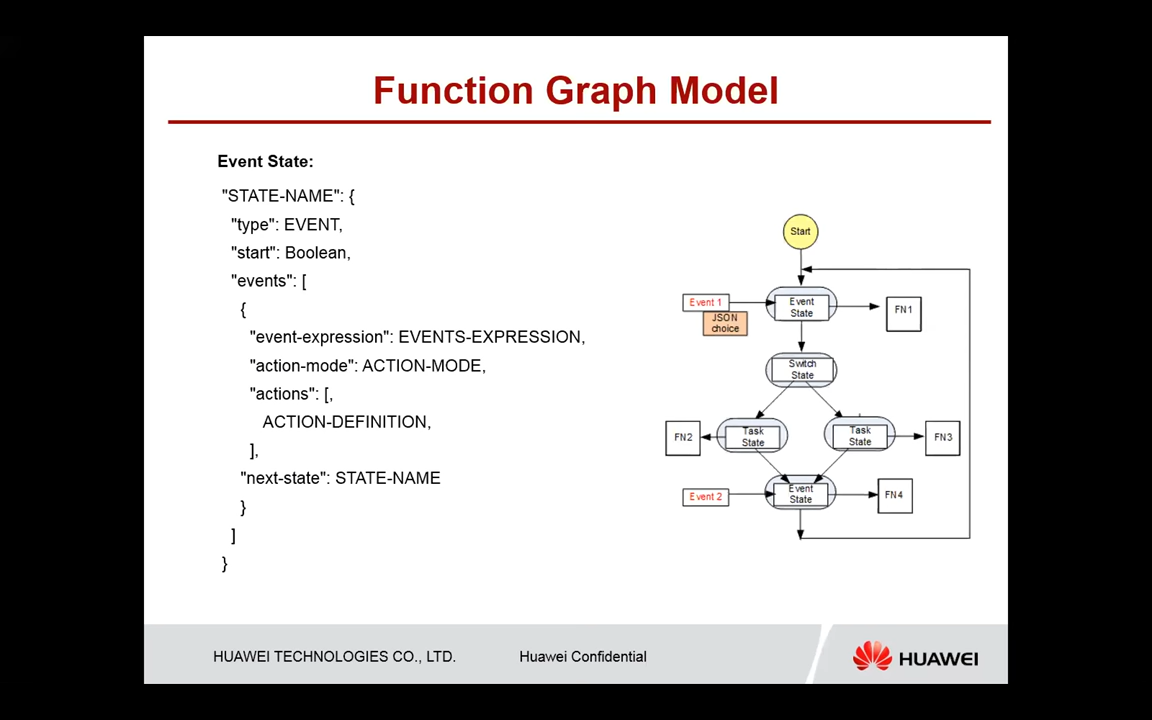 Function Graph Model
Event State:
"STATE-NAME": {
"type": EVENT,
"start": Boolean,
"events": [
{
"event-expression": EVENTS-EXPRESSION,
"action-mode": ACTION-MODE,
"actions": [,
ACTION-DEFINITION,
],
"next-state": STATE-NAME
}
]
}
Start
Event 1
JSON
choice
Event
State
FN1
Switch
State
FN2
Task
State
Task
State
FN3
Event 2
Event
State
FN4
HUAWEI TECHNOLOGIES CO., LTD.
Huawei Confidential
HUAWEI